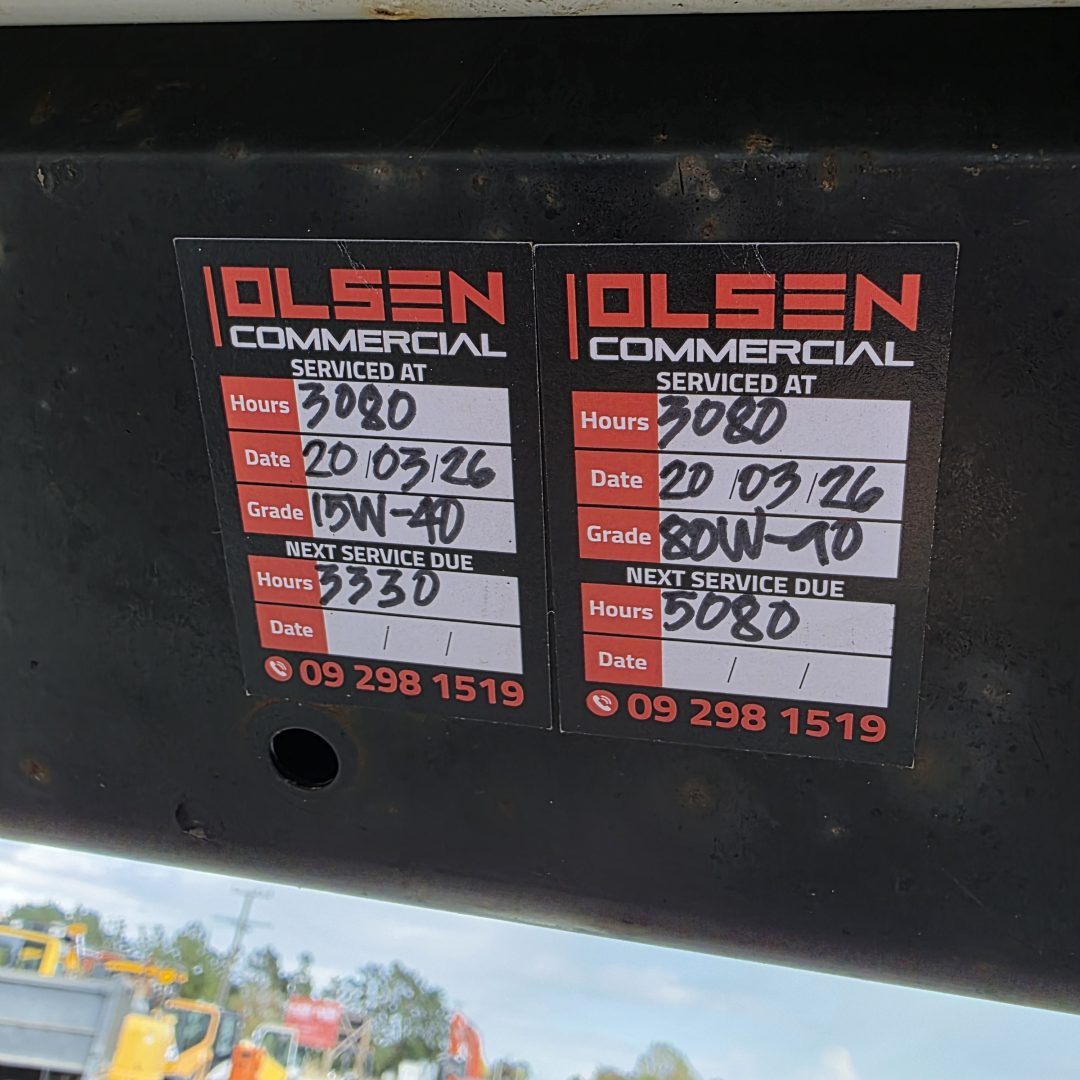 OLSEN
COMMERCIAL
SERVICED AT
Hours 3080
Date 20/03/26
Grade 15W-40
NEXT SERVICE DUE
Hours 3330
Date / /
09 298 1519
OLSEN
COMMERCIAL
SERVICED AT
Hours 3080
Date 20/03/26
Grade 80W-90
NEXT SERVICE DUE
Hours 5080
Date / /
09 298 1519